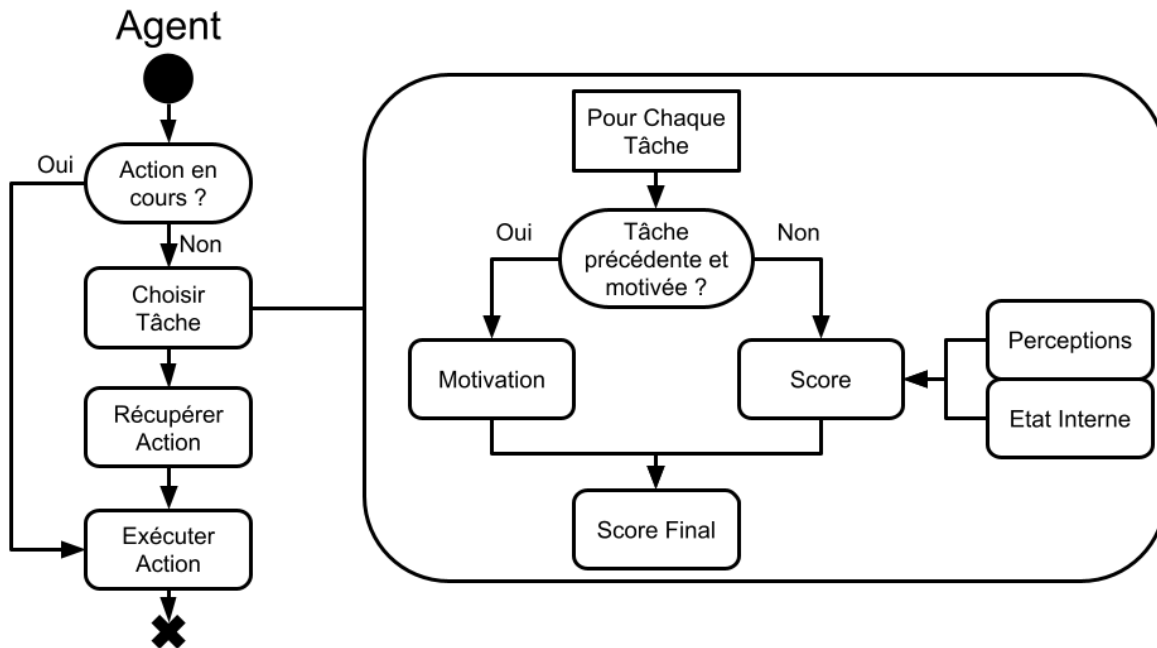 Agent
Oui
Action en
cours ?
Non
Choisir
Tâche
Récupérer
Action
Exécuter
Action
Pour Chaque
Tâche
Oui
Tâche
précédente et
motivée ?
Non
Motivation
Score
Perceptions
Etat Interne
Score Final